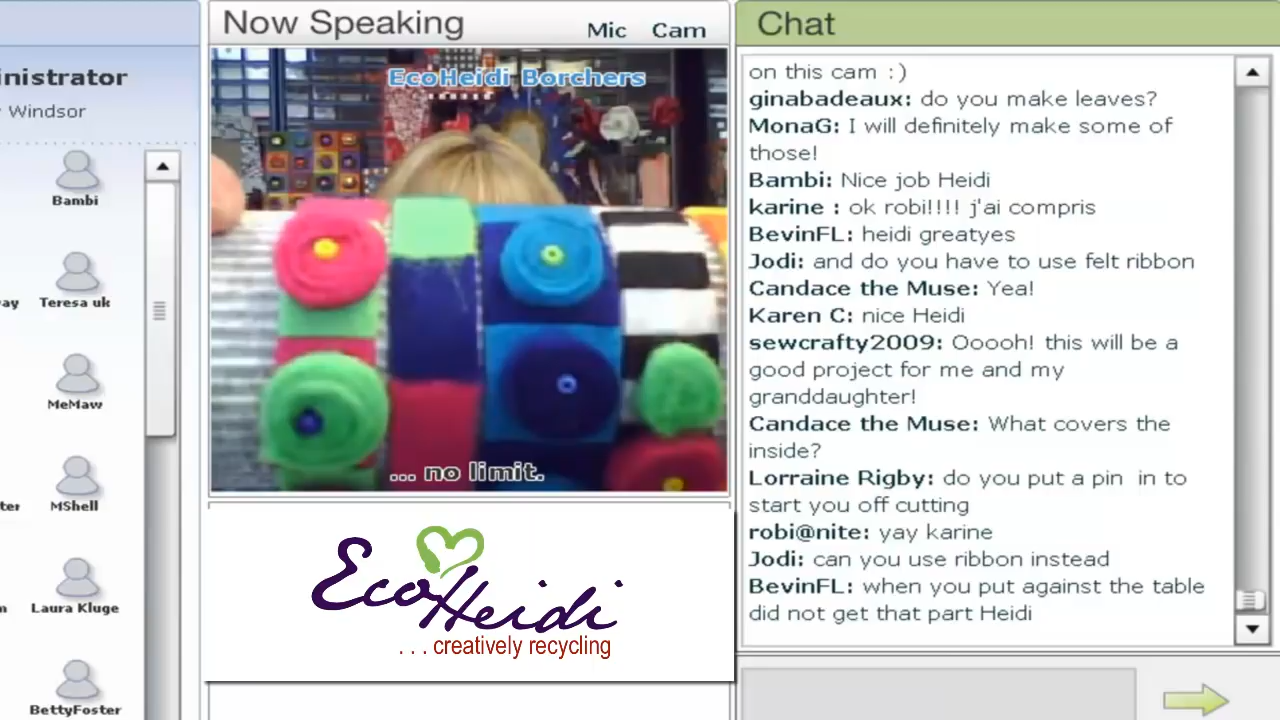 inistrator
Windsor
Bambi
ay
Teresa uk
MeMaw
ter
MShell
m
Laura Kluge
BettyFoster
Now Speaking
Mic Cam
EcoHeidi Borchers
... no limit.
EcoHeidi
. . . creatively recycling
Chat
on this cam :)
ginabadeaux: do you make leaves?
MonaG: I will definitely make some of
those!
Bambi: Nice job Heidi
karine : ok robi!!!! j'ai compris
BevinFL: heidi greatyes
Jodi: and do you have to use felt ribbon
Candace the Muse: Yea!
Karen C: nice Heidi
sewcrafty2009: Ooooh! this will be a
good project for me and my
granddaughter!
Candace the Muse: What covers the
inside?
Lorraine Rigby: do you put a pin in to
start you off cutting
robi@nite: yay karine
Jodi: can you use ribbon instead
BevinFL: when you put against the table
did not get that part Heidi